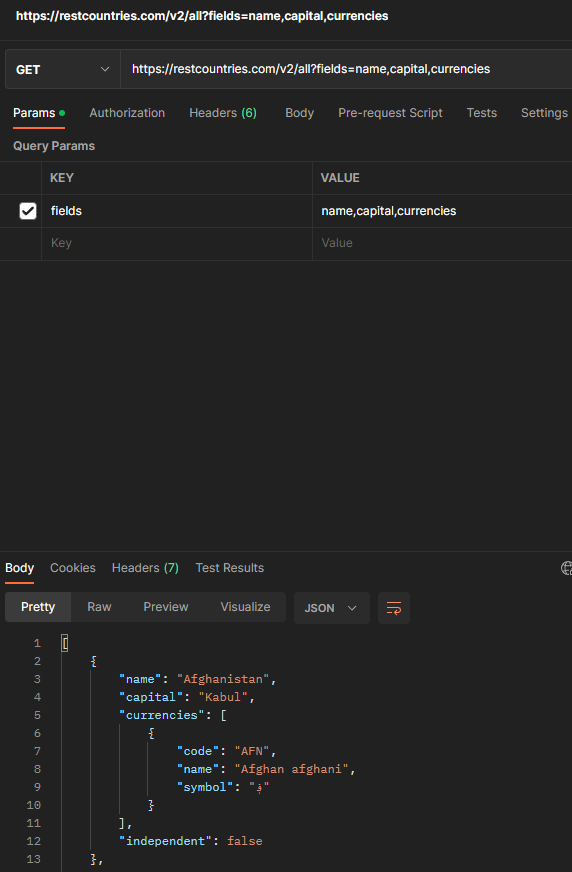 https://restcountries.com/v2/all?fields=name,capital,currencies
GET https://restcountries.com/v2/all?fields=name,capital,currencies
Params Authorization Headers (6) Body Pre-request Script Tests Settings
Query Params
KEY VALUE
fields name,capital,currencies
Key Value
Body Cookies Headers (7) Test Results
Pretty Raw Preview Visualize JSON
1 [
2 {
3 "name": "Afghanistan",
4 "capital": "Kabul",
5 "currencies": [
6 {
7 "code": "AFN",
8 "name": "Afghan afghani",
9 "symbol": "؋"
10 }
11 ],
12 "independent": false
13 },